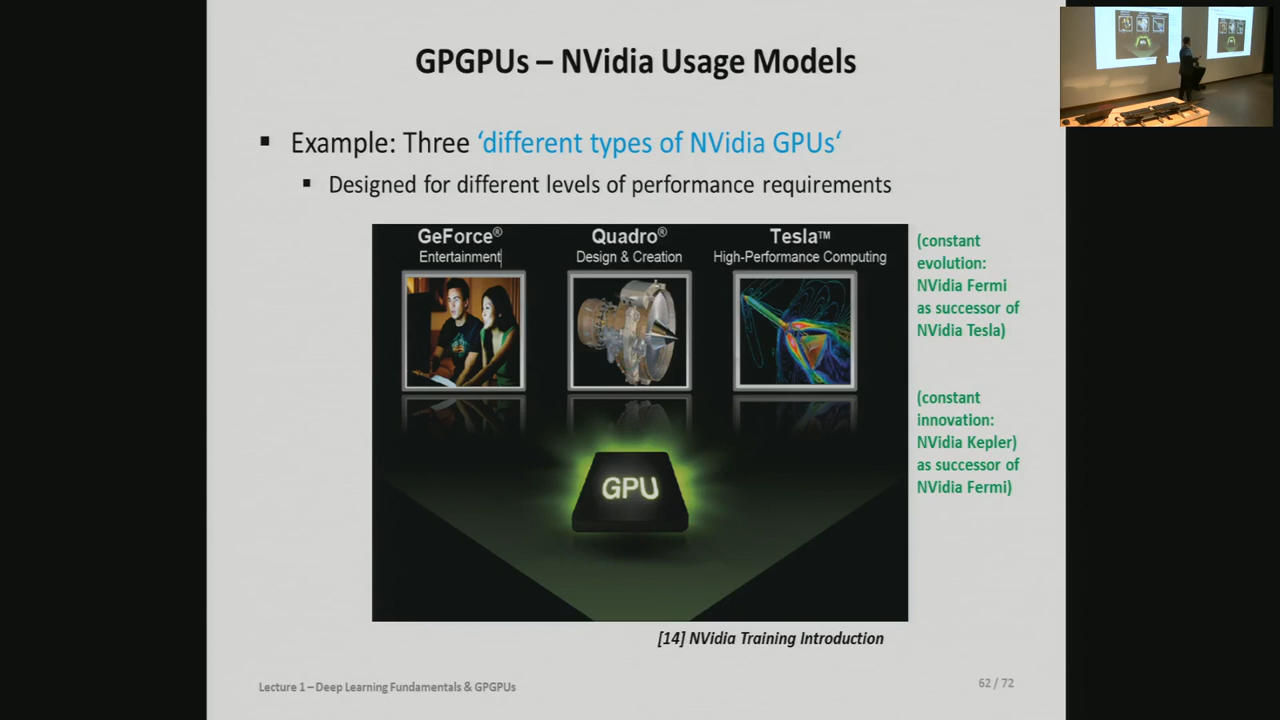 GPGPUs – NVidia Usage Models
▪ Example: Three ‘different types of NVidia GPUs‘
▪ Designed for different levels of performance requirements
GeForce®
Entertainment
Quadro®
Design & Creation
Tesla™
High-Performance Computing
GPU
(constant
evolution:
NVidia Fermi
as successor of
NVidia Tesla)
(constant
innovation:
NVidia Kepler)
as successor of
NVidia Fermi)
[14] NVidia Training Introduction
Lecture 1 – Deep Learning Fundamentals & GPGPUs
62 / 72